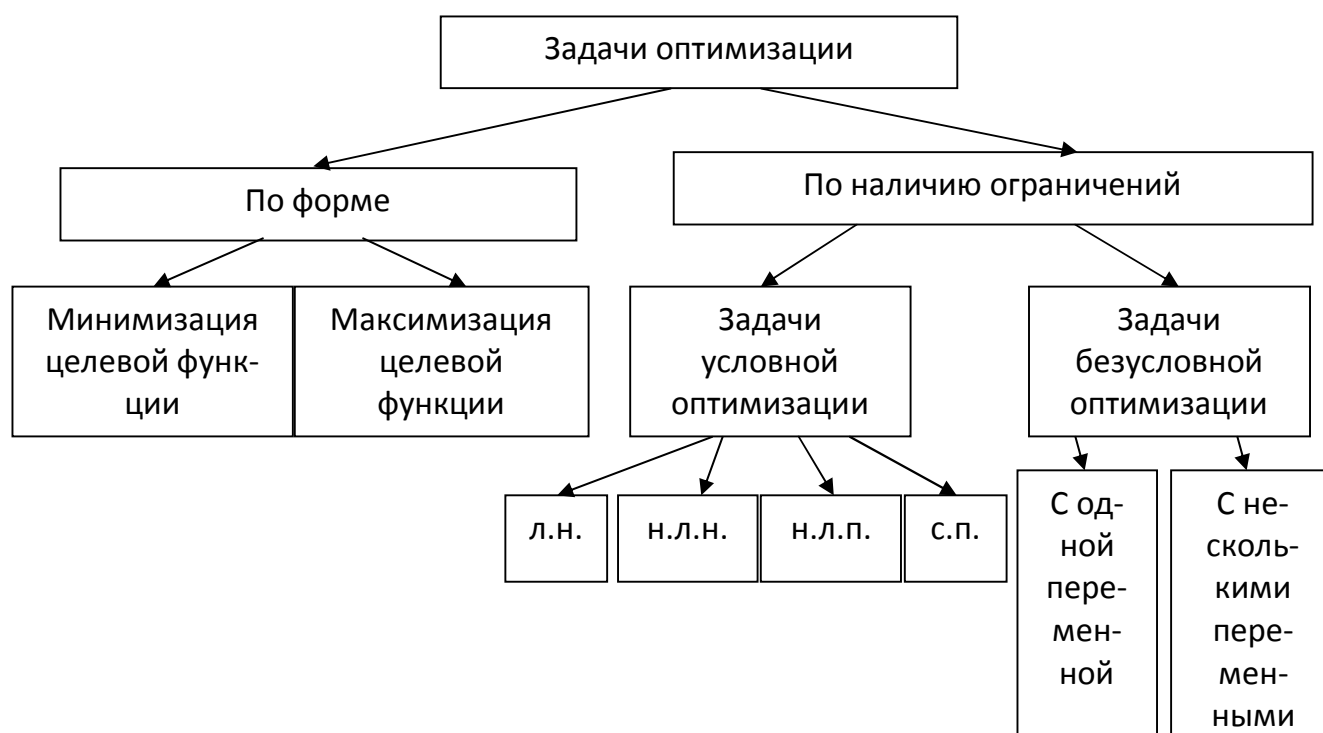 Задачи оптимизации
По форме
По наличию ограничений
Минимизация
целевой функ-
ции
Максимизация
целевой
функции
Задачи
условной
оптимизации
Задачи
безусловной
оптимизации
л.н.
н.л.н.
н.л.п.
с.п.
С од-
ной
пере-
мен-
ной
С не-
сколь-
кими
пере-
мен-
ными